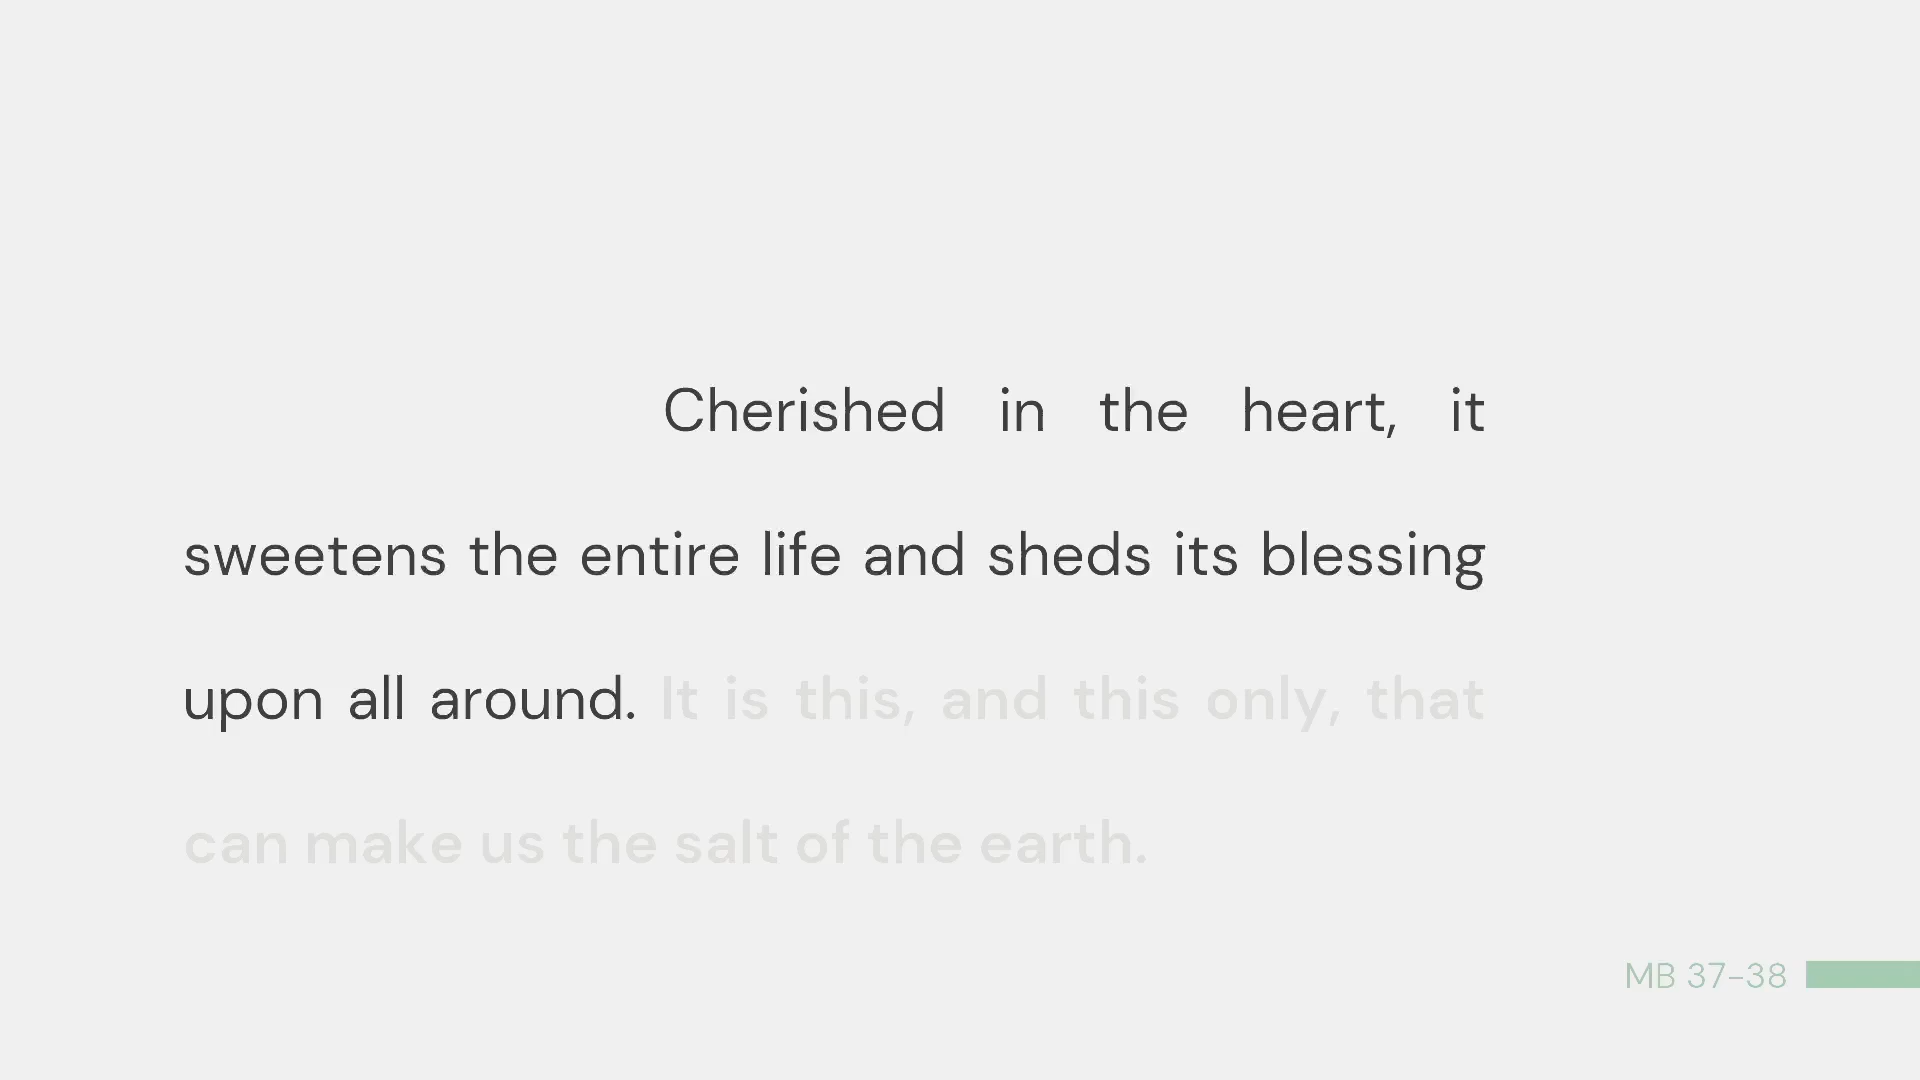 Cherished in the heart, it
sweetens the entire life and sheds its blessing
upon all around. It is this, and this only, that
can make us the salt of the earth.
MB 37–38